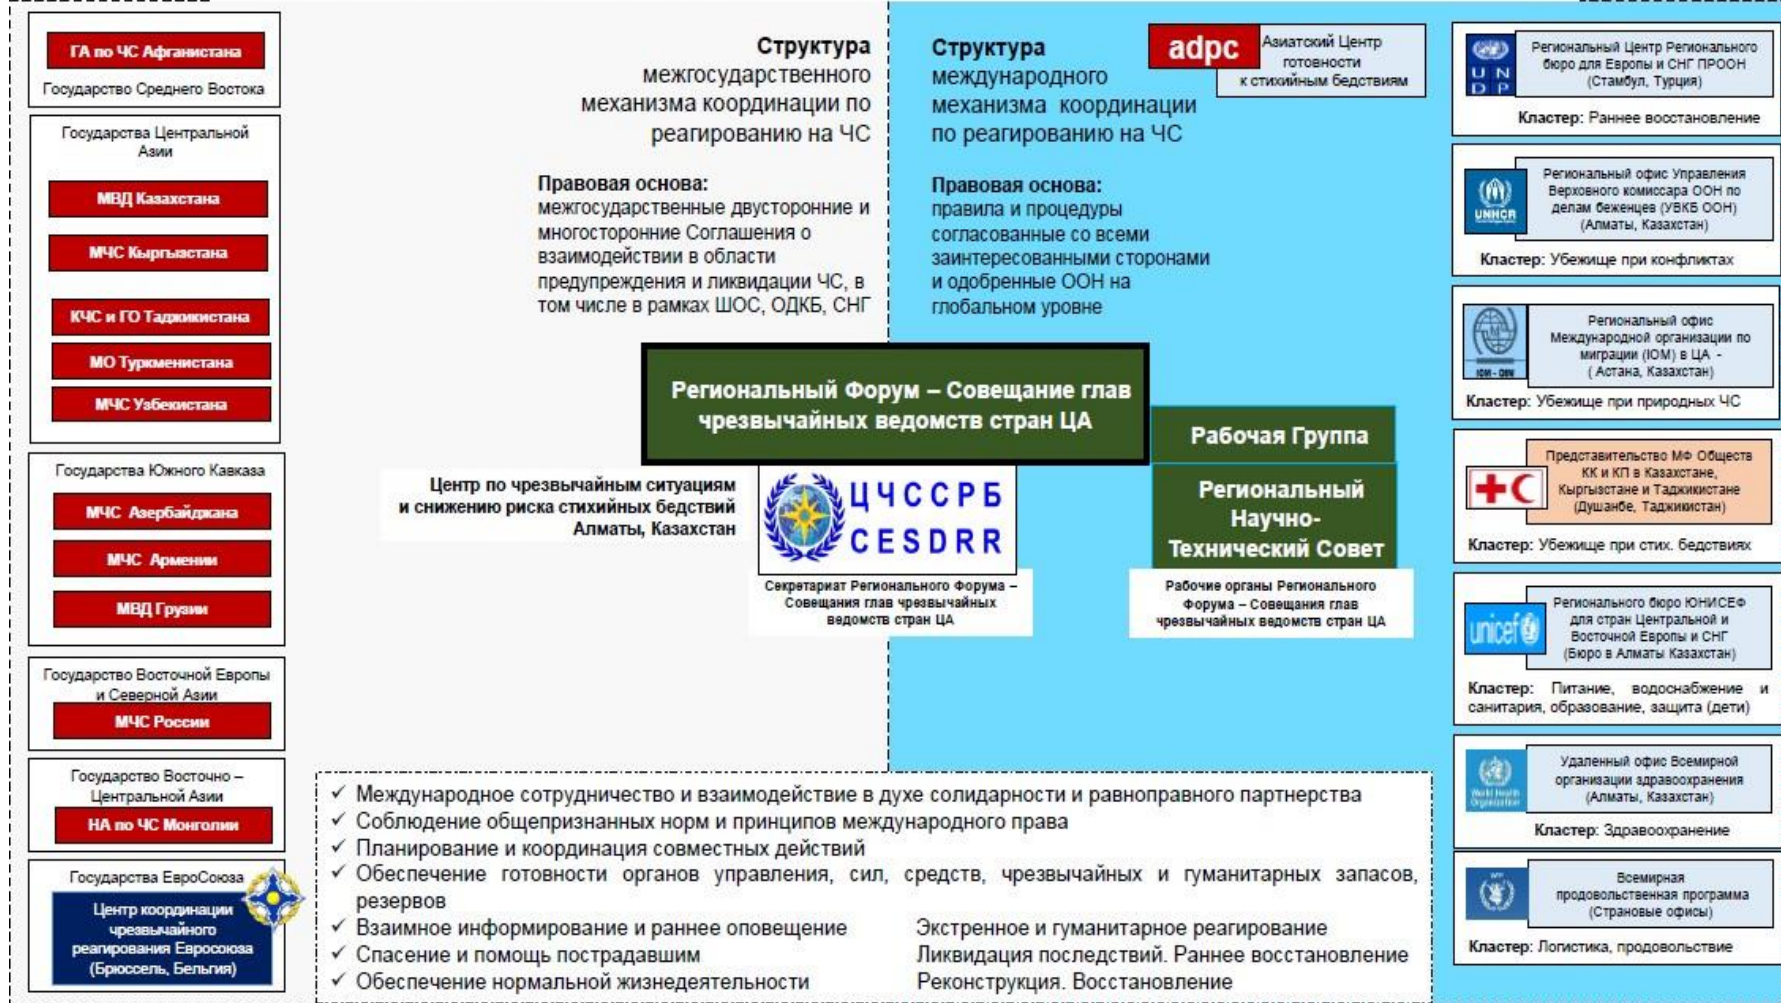 ГА по ЧС Афганистана
Государство Среднего Востока
Государства Центральной
Азии
МВД Казахстана
МЧС Кыргызстана
КЧС и ГО Таджикистана
МО Туркменистана
МЧС Узбекистана
Государства Южного Кавказа
МЧС Азербайджана
МЧС Армении
МВД Грузии
Государство Восточной Европы
и Северной Азии
МЧС России
Государство Восточно –
Центральной Азии
НА по ЧС Монголии
Государства ЕвроСоюза
Центр координации
чрезвычайного
реагирования Евросоюза
(Брюссель, Бельгия)
Структура
межгосударственного
механизма координации по
реагированию на ЧС
Правовая основа:
межгосударственные двусторонние и
многосторонние Соглашения о
взаимодействии в области
предупреждения и ликвидации ЧС, в
том числе в рамках ШОС, ОДКБ, СНГ
Структура
международного
механизма координации
по реагированию на ЧС
Правовая основа:
правила и процедуры
согласованные со всеми
заинтересованными сторонами
и одобренные ООН на
глобальном уровне
adpc
Азиатский Центр
готовности
к стихийным бедствиям
Региональный Форум – Совещание глав
чрезвычайных ведомств стран ЦА
Рабочая Группа
Региональный
Научно-
Технический Совет
Рабочие органы Регионального
Форума – Совещания глав
чрезвычайных ведомств стран ЦА
Центр по чрезвычайным ситуациям
и снижению риска стихийных бедствий
Алматы, Казахстан
ЦЧССРБ
CESDRR
Секретариат Регионального Форума –
Совещания глав чрезвычайных
ведомств стран ЦА
✓ Международное сотрудничество и взаимодействие в духе солидарности и равноправного партнерства
✓ Соблюдение общепризнанных норм и принципов международного права
✓ Планирование и координация совместных действий
✓ Обеспечение готовности органов управления, сил, средств, чрезвычайных и гуманитарных запасов,
резервов
✓ Взаимное информирование и раннее оповещение Экстренное и гуманитарное реагирование
✓ Спасение и помощь пострадавшим Ликвидация последствий. Раннее восстановление
✓ Обеспечение нормальной жизнедеятельности Реконструкция. Восстановление
U N
D P
Региональный Центр Регионального
бюро для Европы и СНГ ПРООН
(Стамбул, Турция)
Кластер: Раннее восстановление
UNHCR
Региональный офис Управления
Верховного комиссара ООН по
делам беженцев (УВКБ ООН)
(Алматы, Казахстан)
Кластер: Убежище при конфликтах
IOM - OIM
Региональный офис
Международной организации по
миграции (IOM) в ЦА -
( Астана, Казахстан)
Кластер: Убежище при природных ЧС
Представительство МФ Обществ
КК и КП в Казахстане,
Кыргызстане и Таджикистане
(Душанбе, Таджикистан)
Кластер: Убежище при стих. бедствиях
unicef
Регионального бюро ЮНИСЕФ
для стран Центральной и
Восточной Европы и СНГ
(Бюро в Алматы Казахстан)
Кластер: Питание, водоснабжение и
санитария, образование, защита (дети)
World Health
Organization
Удаленный офис Всемирной
организации здравоохранения
(Алматы, Казахстан)
Кластер: Здравоохранение
WFP
Всемирная
продовольственная программа
(Страновые офисы)
Кластер: Логистика, продовольствие